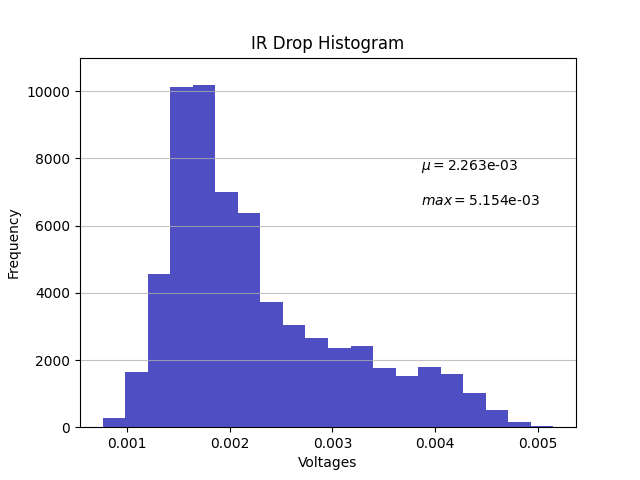 IR Drop Histogram
10000
8000
6000
4000
2000
0
Frequency
μ = 2.263e-03
max = 5.154e-03
0.001 0.002 0.003 0.004 0.005
Voltages